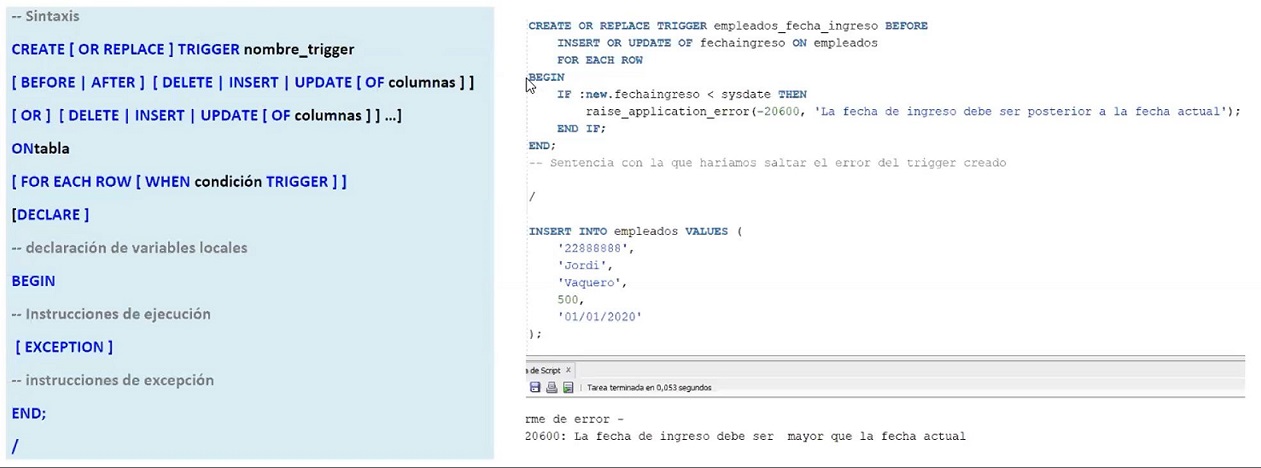 -- Sintaxis
CREATE [ OR REPLACE ] TRIGGER nombre_trigger
[ BEFORE | AFTER ] [ DELETE | INSERT | UPDATE [ OF columnas ] ]
[ OR ] [ DELETE | INSERT | UPDATE [ OF columnas ] ] ...]
ONtabla
[ FOR EACH ROW [ WHEN condición TRIGGER ] ]
[DECLARE ]
-- declaración de variables locales
BEGIN
-- Instrucciones de ejecución
[ EXCEPTION ]
-- instrucciones de excepción
END;
/
CREATE OR REPLACE TRIGGER empleados_fecha_ingreso BEFORE
INSERT OR UPDATE OF fechaingreso ON empleados
FOR EACH ROW
BEGIN
IF :new.fechaingreso < sysdate THEN
raise_application_error(-20600, 'La fecha de ingreso debe ser posterior a la fecha actual');
END IF;
END;
-- Sentencia con la que hariamos saltar el error del trigger creado
/
INSERT INTO empleados VALUES (
'22888888',
'Jordi',
'Vaquero',
500,
'01/01/2020'
);
a de Script x
Tarea terminada en 0,053 segundos
rme de error -
20600: La fecha de ingreso debe ser mayor que la fecha actual